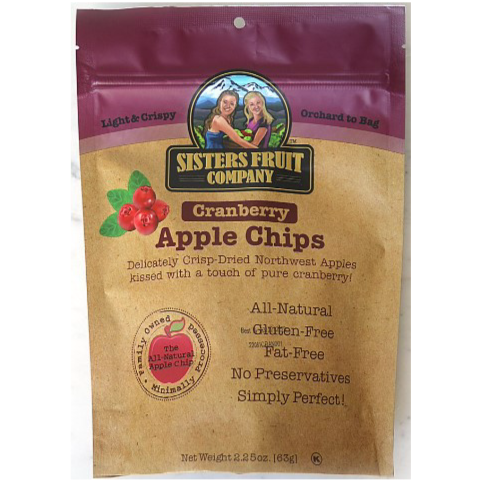 Light & Crispy
Orchard to Bag
SISTERS FRUIT
COMPANY
TM
Cranberry
Apple Chips
Delicately Crisp-Dried Northwest Apples
kissed with a touch of pure cranberry!
All-Natural
Gluten-Free
Fat-Free
No Preservatives
Simply Perfect!
Family Owned
Minimally Processed
The
All-Natural
Apple Chip
Net Weight 2.25oz. [63g]
K